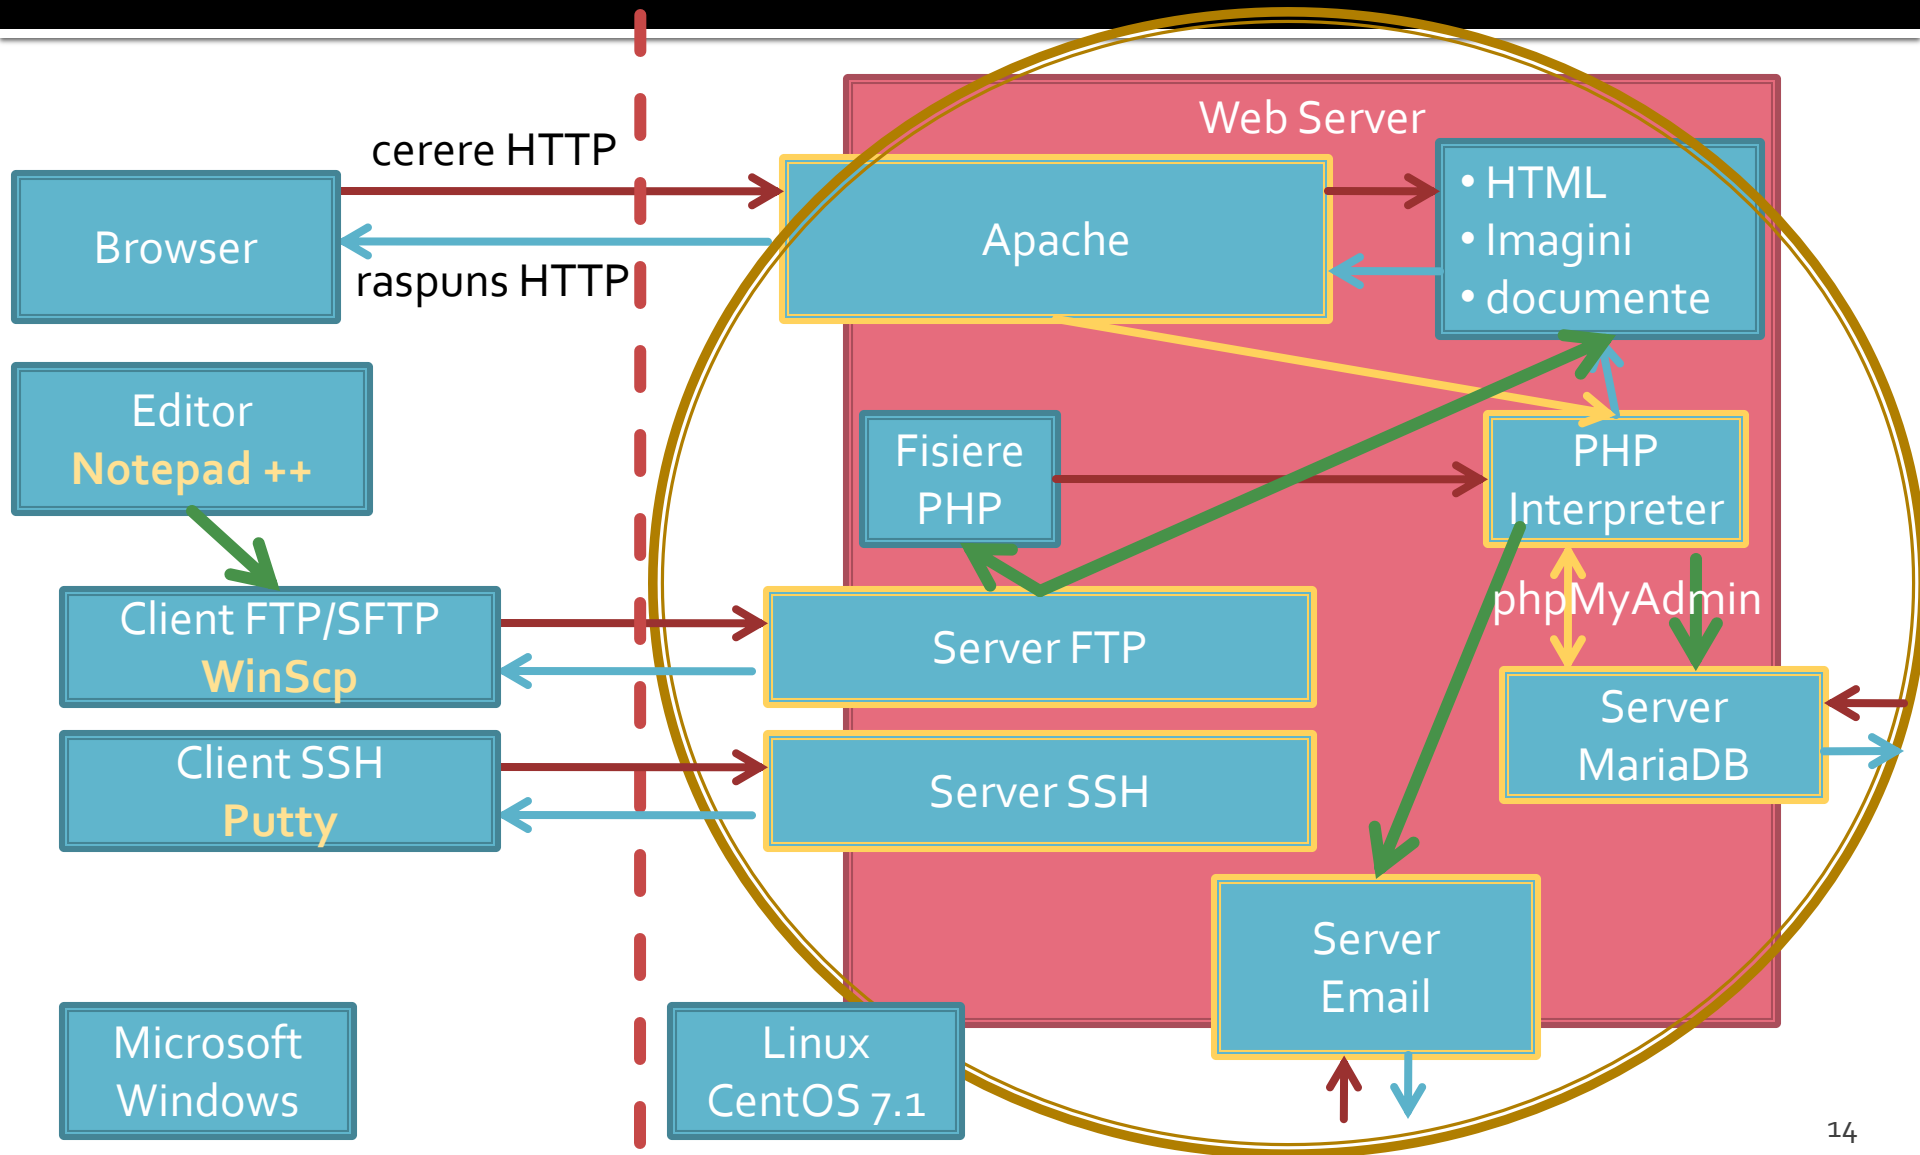 Web Server
cerere HTTP
Browser
raspuns HTTP
Apache
• HTML
• Imagini
• documente
Editor
Notepad ++
Fisiere
PHP
PHP
Interpreter
phpMyAdmin
Client FTP/SFTP
WinScp
Server FTP
Server
MariaDB
Client SSH
Putty
Server SSH
Server
Email
Microsoft
Windows
Linux
CentOS 7.1
14